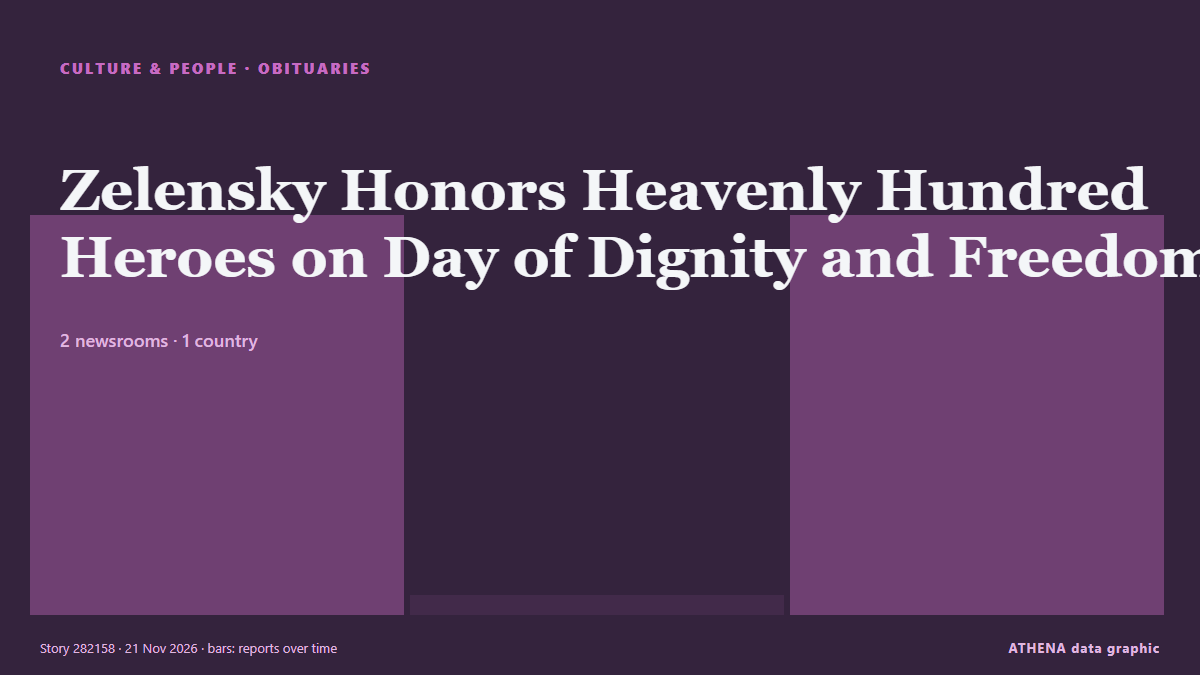 CULTURE & PEOPLE · OBITUARIES
Zelensky Honors Heavenly Hundred
Heroes on Day of Dignity and Freedom
2 newsrooms · 1 country
Story 282158 · 21 Nov 2026 · bars: reports over time
ATHENA data graphic